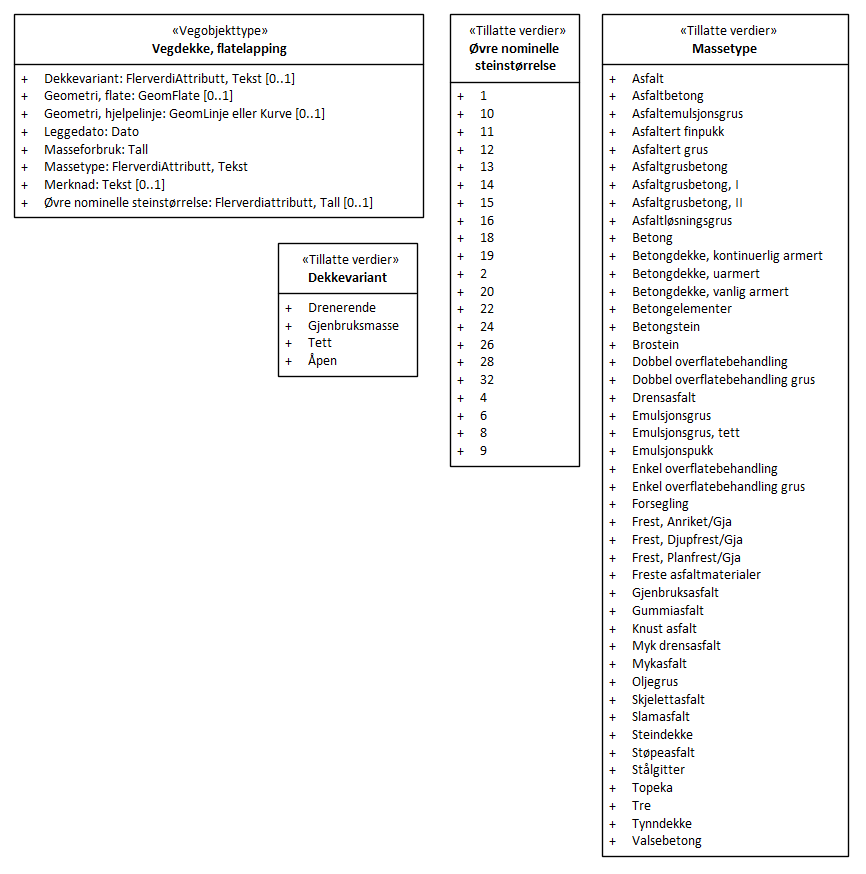 «Vegobjekttype»
Vegdekke, flatelapping
+ Dekkevariant: FlerverdiAttributt, Tekst [0..1]
+ Geometri, flate: GeomFlate [0..1]
+ Geometri, hjelpelinje: GeomLinje eller Kurve [0..1]
+ Leggedato: Dato
+ Masseforbruk: Tall
+ Massetype: FlerverdiAttributt, Tekst
+ Merknad: Tekst [0..1]
+ Øvre nominelle steinstørrelse: Flerverdiattributt, Tall [0..1]
«Tillatte verdier»
Dekkevariant
+ Drenerende
+ Gjenbruksmasse
+ Tett
+ Åpen
«Tillatte verdier»
Øvre nominelle
steinstørrelse
+ 1
+ 10
+ 11
+ 12
+ 13
+ 14
+ 15
+ 16
+ 18
+ 19
+ 2
+ 20
+ 22
+ 24
+ 26
+ 28
+ 32
+ 4
+ 6
+ 8
+ 9
«Tillatte verdier»
Massetype
+ Asfalt
+ Asfaltbetong
+ Asfaltemulsjonsgrus
+ Asfaltert finpukk
+ Asfaltert grus
+ Asfaltgrusbetong
+ Asfaltgrusbetong, I
+ Asfaltgrusbetong, II
+ Asfaltløsningsgrus
+ Betong
+ Betongdekke, kontinuerlig armert
+ Betongdekke, uarmert
+ Betongdekke, vanlig armert
+ Betongelementer
+ Betongstein
+ Brostein
+ Dobbel overflatebehandling
+ Dobbel overflatebehandling grus
+ Drensasfalt
+ Emulsjonsgrus
+ Emulsjonsgrus, tett
+ Emulsjonspukk
+ Enkel overflatebehandling
+ Enkel overflatebehandling grus
+ Forsegling
+ Frest, Anriket/Gja
+ Frest, Djupfrest/Gja
+ Frest, Planfrest/Gja
+ Freste asfaltmaterialer
+ Gjenbruksasfalt
+ Gummiasfalt
+ Knust asfalt
+ Myk drensasfalt
+ Mykasfalt
+ Oljegrus
+ Skjelettasfalt
+ Slamasfalt
+ Steindekke
+ Støpeasfalt
+ Stålgitter
+ Topeka
+ Tre
+ Tynndekke
+ Valsebetong